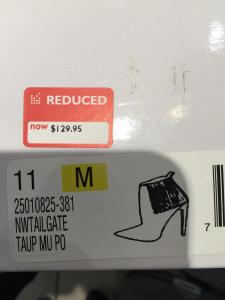 REDUCED
now $129.95
11 M
25010825-381
NWTAILGATE
TAUP MU PO
7